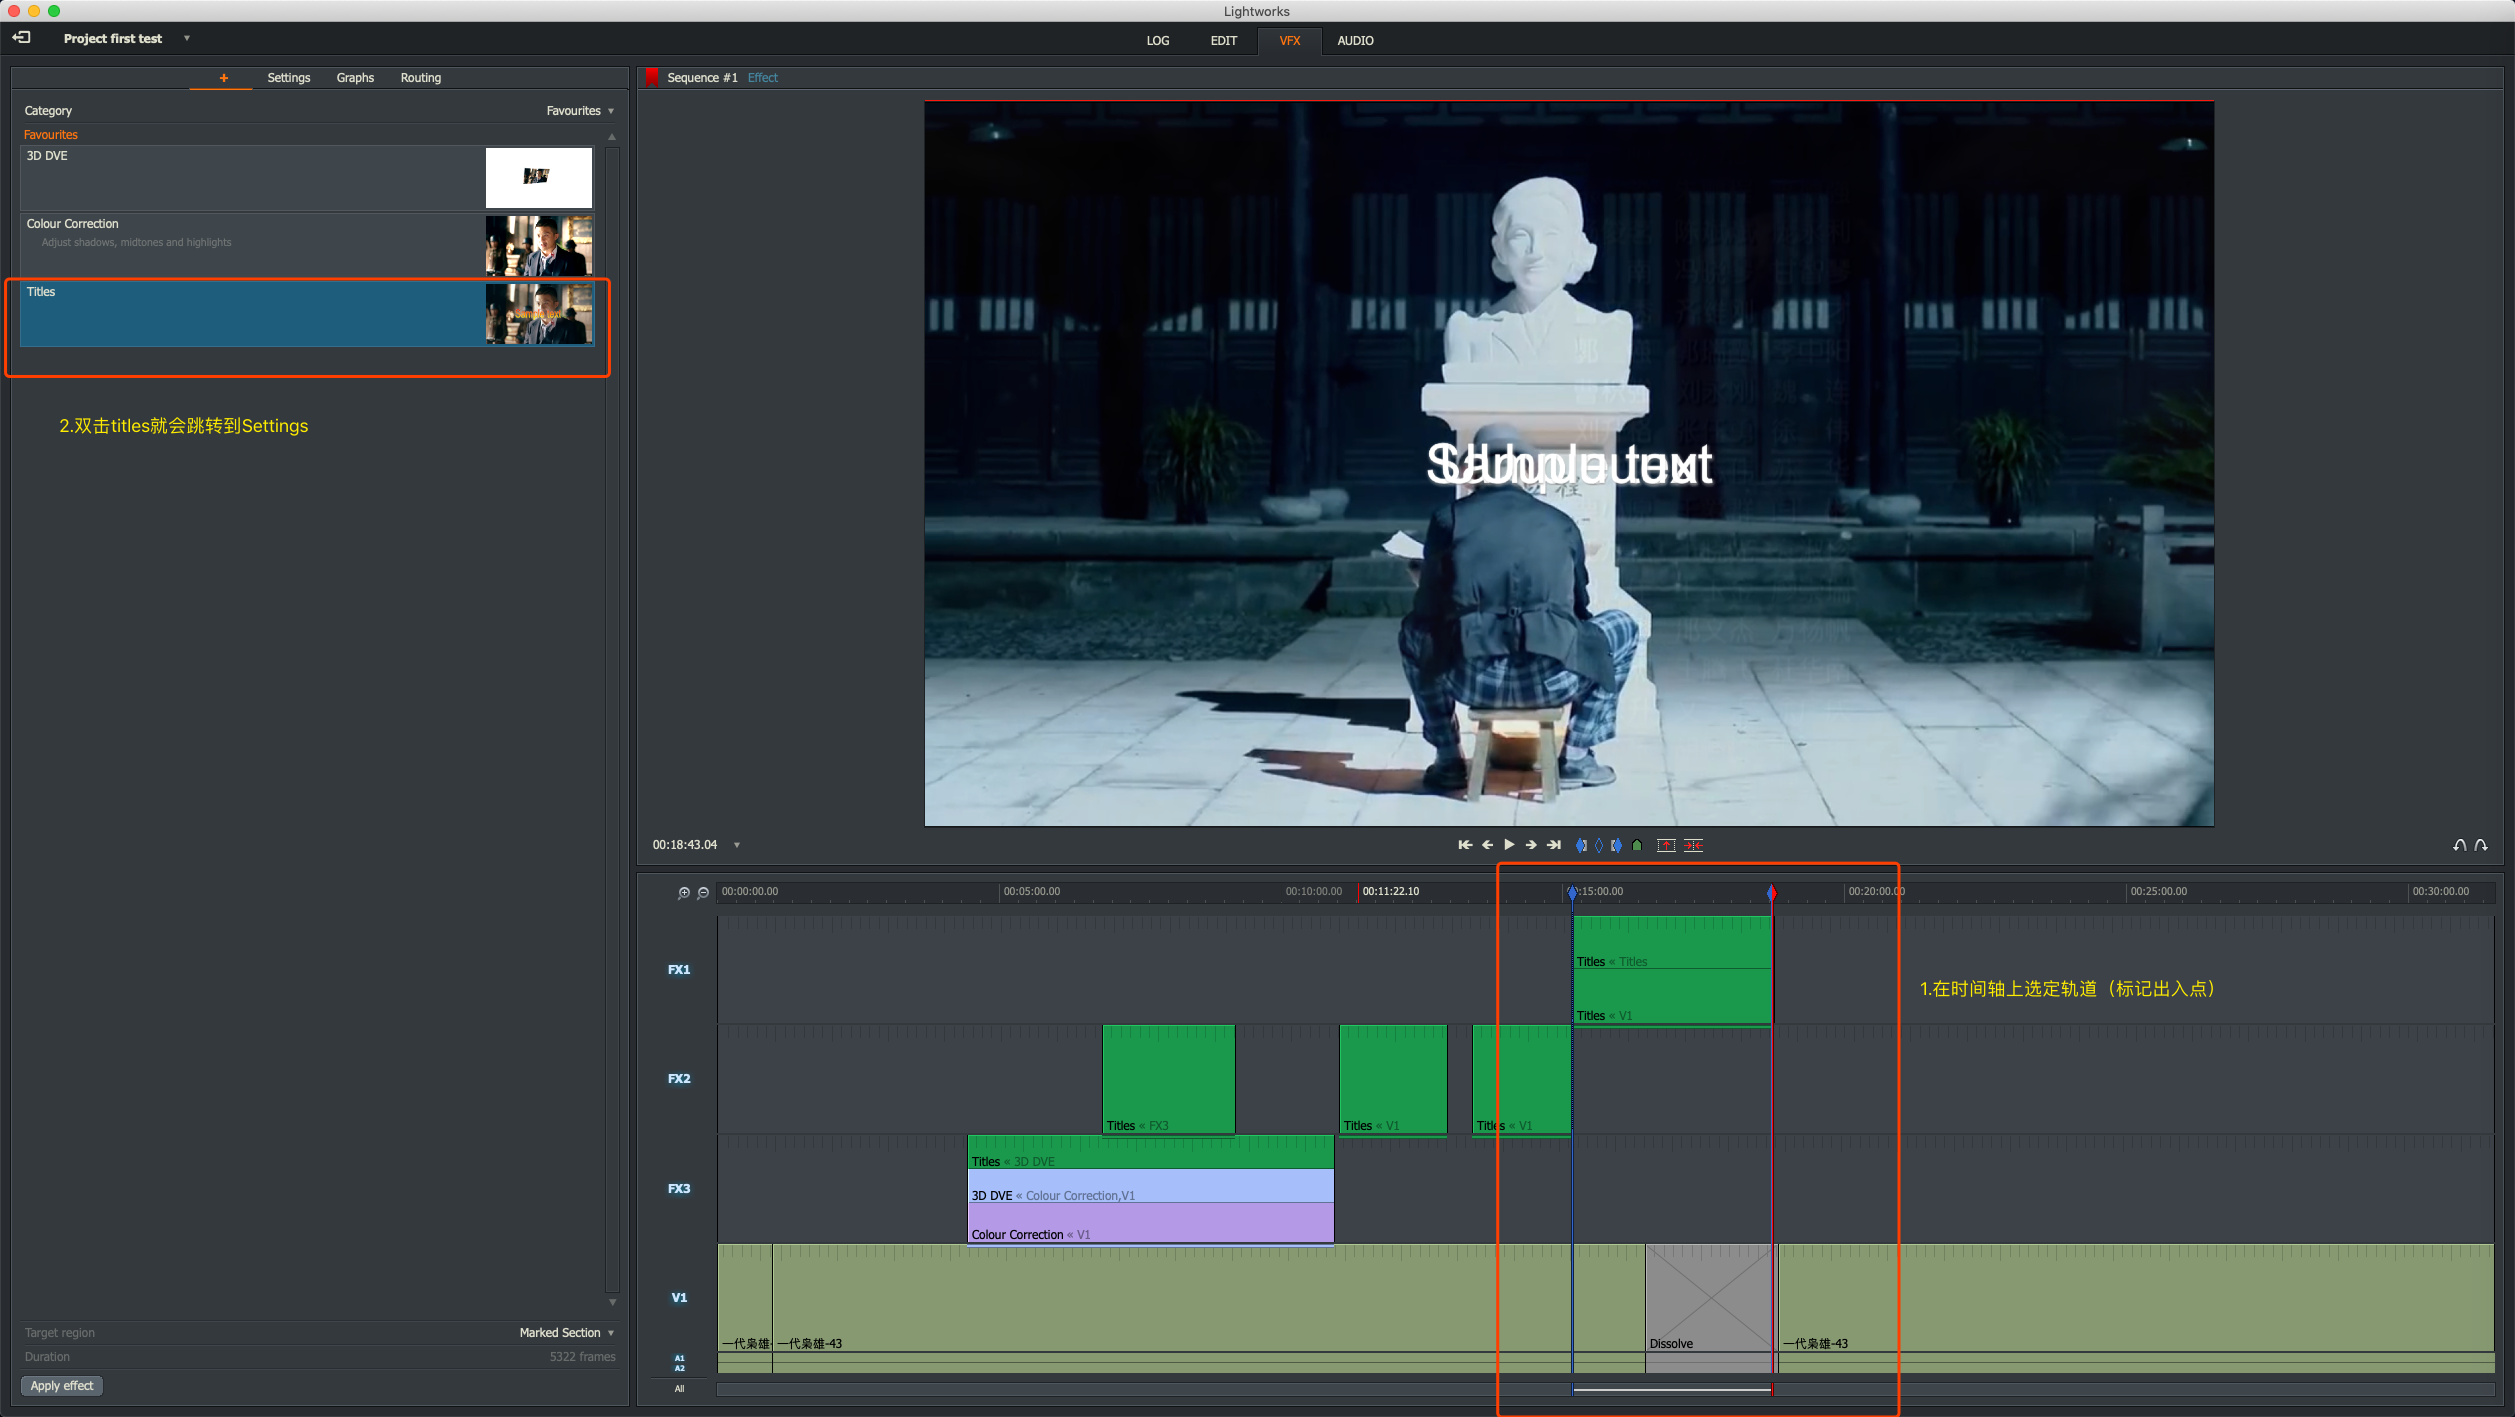 Lightworks
Project first test
LOG
EDIT
VFX
AUDIO
+
Settings
Graphs
Routing
Sequence #1
Effect
Category
Favourites
Favourites
3D DVE
Colour Correction
Adjust shadows, midtones and highlights
Titles
Sample text
2.双击titles就会跳转到Settings
Sample text
00:18:43.04
00:00:00.00
00:05:00.00
00:10:00.00
00:11:22.10
:15:00.00
00:20:00.00
00:25:00.00
00:30:00.00
FX1
Titles « Titles
Titles « V1
1.在时间轴上选定轨道（标记出入点）
FX2
Titles « FX3
Titles « V1
Titles « V1
FX3
Titles « 3D DVE
3D DVE « Colour Correction,V1
Colour Correction « V1
V1
一代枭雄-
一代枭雄-43
Dissolve
一代枭雄-43
A1
A2
All
Target region
Marked Section
Duration
5322 frames
Apply effect